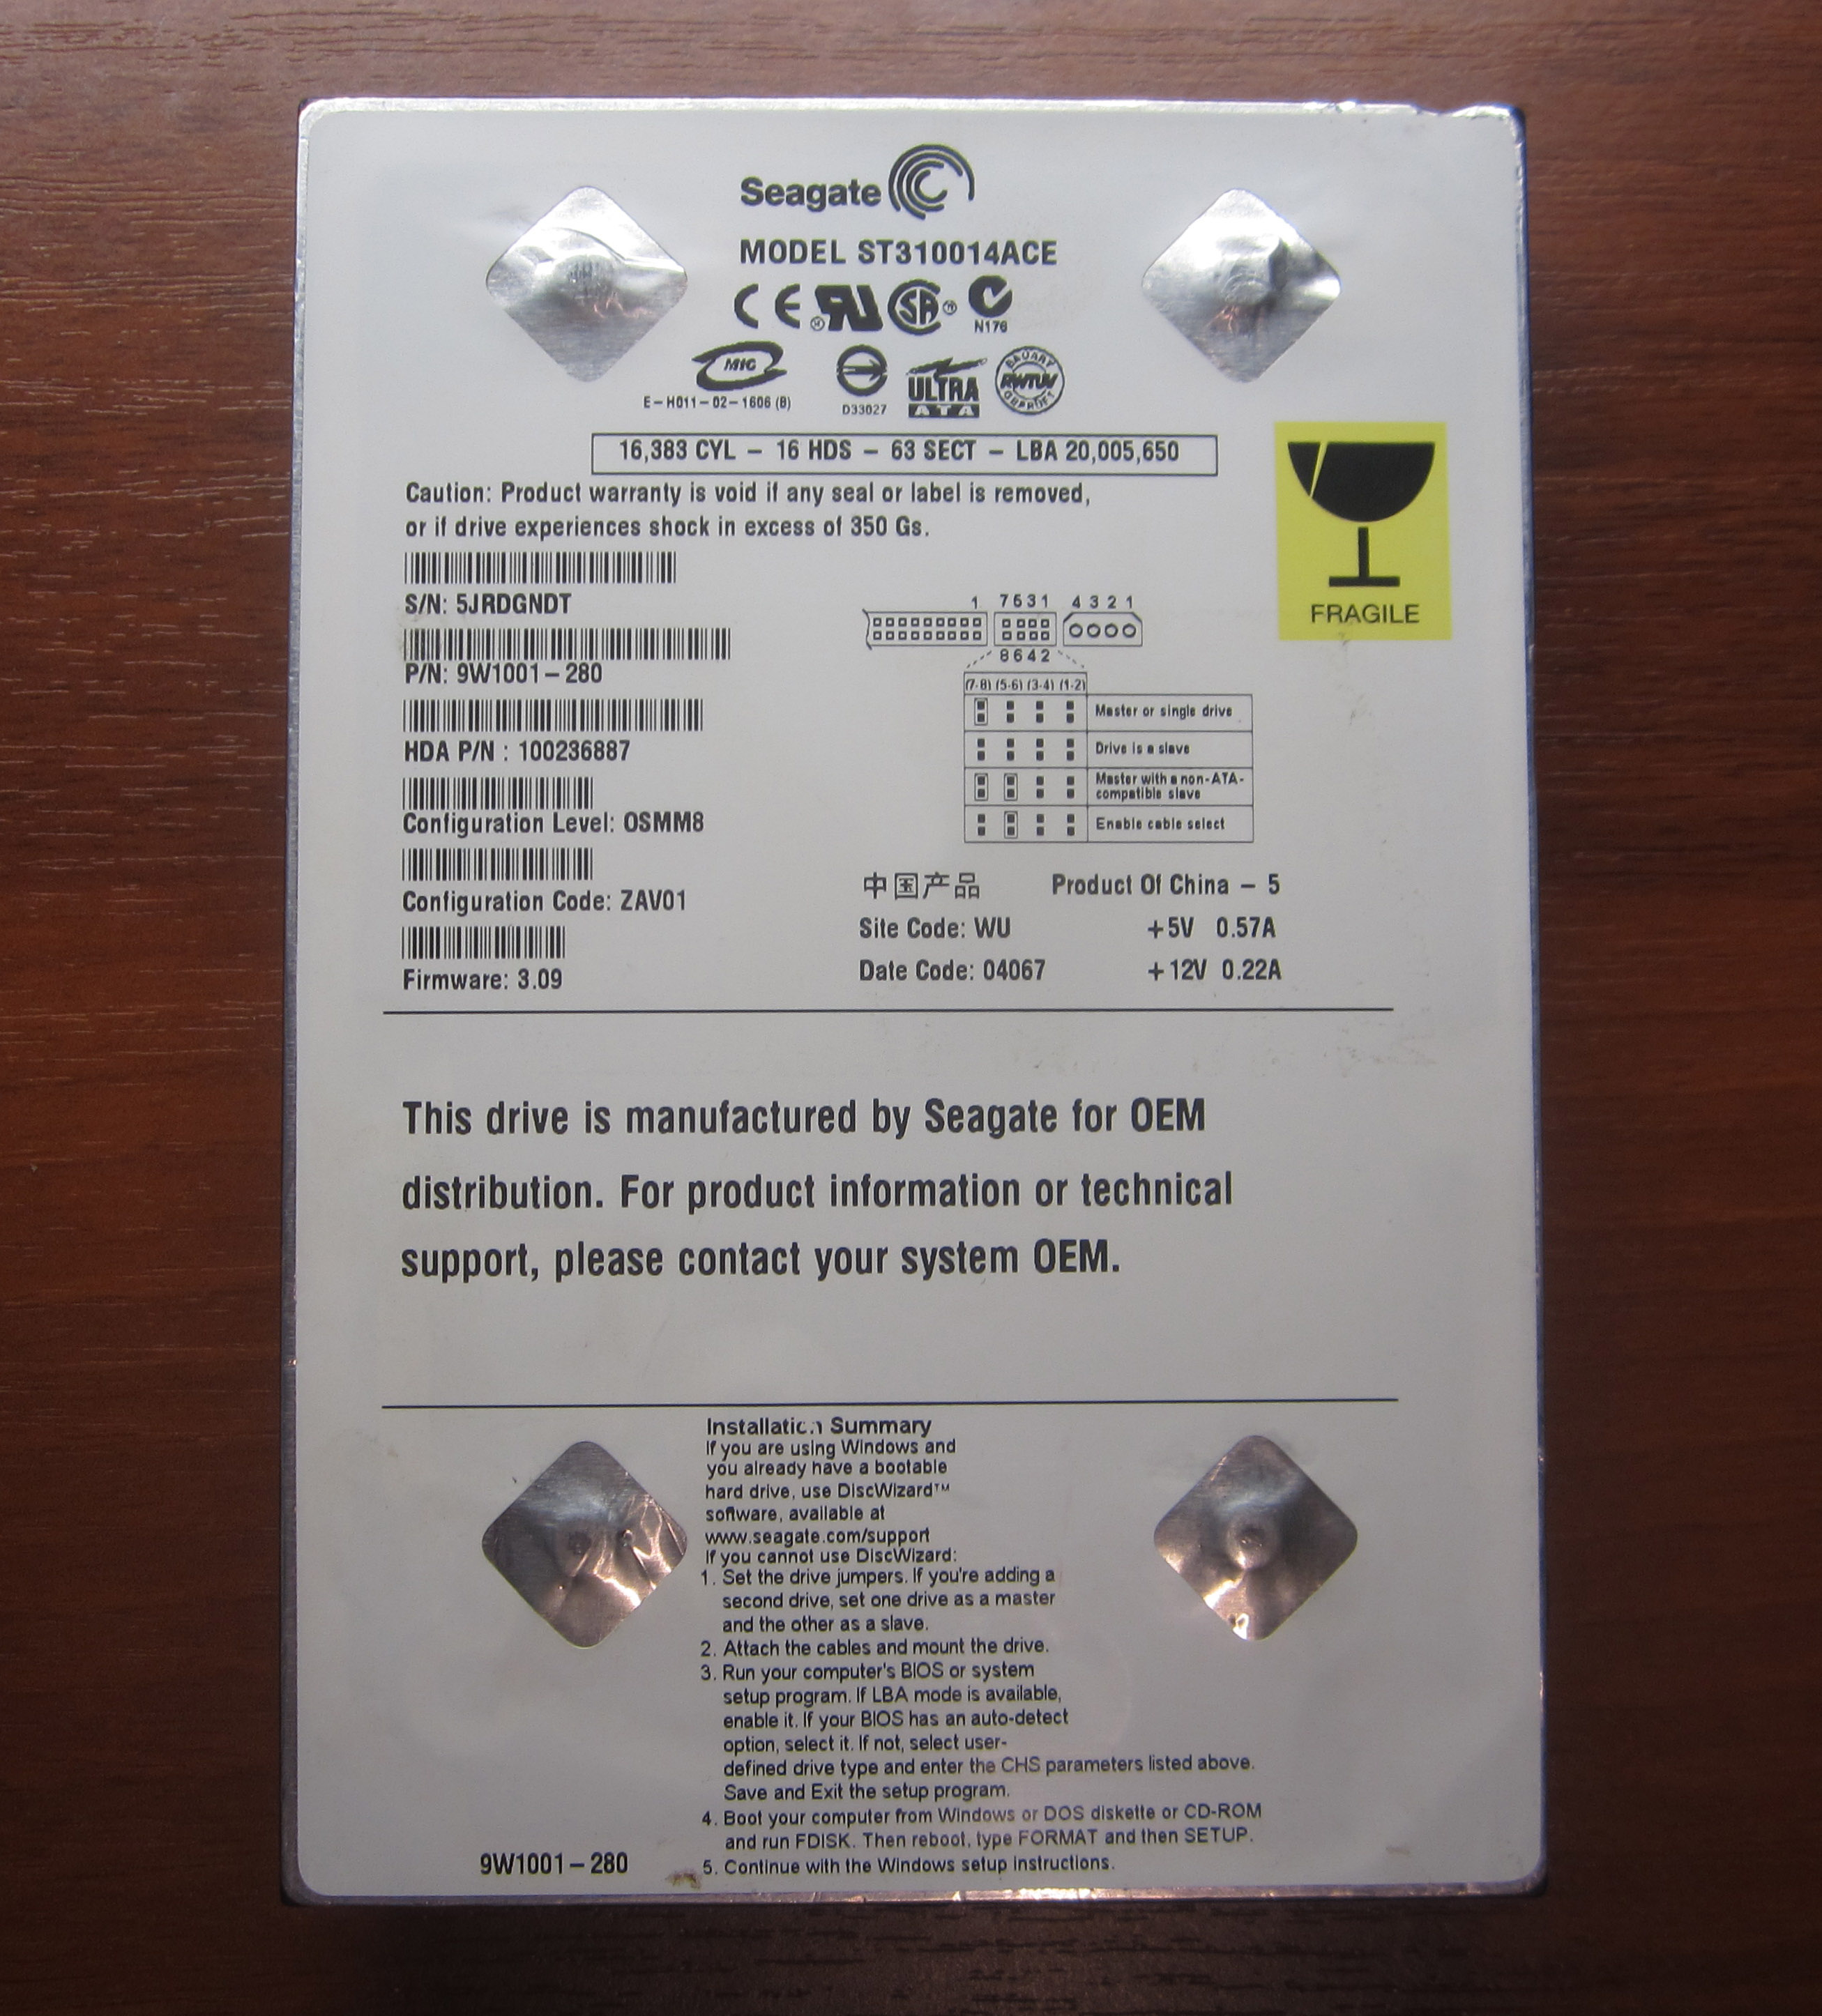 Seagate
MODEL ST310014ACE
CE ® ® N176
MIC
E-H011-02-1606 (B)
D33027
ULTRA
ATA
BAUART
RWTUV
GEPRÜFT
16,383 CYL – 16 HDS – 63 SECT – LBA 20,005,650
Caution: Product warranty is void if any seal or label is removed,
or if drive experiences shock in excess of 350 Gs.
FRAGILE
S/N: 5JRDGNDT
P/N: 9W1001-280
HDA P/N : 100236887
Configuration Level: OSMM8
Configuration Code: ZAV01
Firmware: 3.09
1 7631 4321
8642
(7-8) (5-6) (3-4) (1-2)
Master or single drive
Drive is a slave
Master with a non-ATA-
compatible slave
Enable cable select
中国产品 Product Of China – 5
Site Code: WU +5V 0.57A
Date Code: 04067 +12V 0.22A
This drive is manufactured by Seagate for OEM
distribution. For product information or technical
support, please contact your system OEM.
Installation Summary
If you are using Windows and
you already have a bootable
hard drive, use DiscWizard™
software, available at
www.seagate.com/support
If you cannot use DiscWizard:
1. Set the drive jumpers. If you're adding a
second drive, set one drive as a master
and the other as a slave.
2. Attach the cables and mount the drive.
3. Run your computer's BIOS or system
setup program. If LBA mode is available,
enable it. If your BIOS has an auto-detect
option, select it. If not, select user-
defined drive type and enter the CHS parameters listed above.
Save and Exit the setup program.
4. Boot your computer from Windows or DOS diskette or CD-ROM
and run FDISK. Then reboot, type FORMAT and then SETUP.
5. Continue with the Windows setup instructions.
9W1001-280